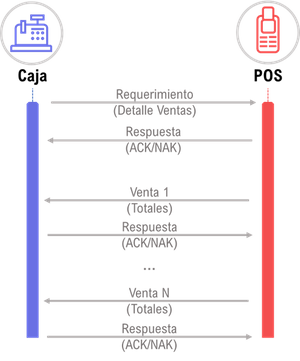 Caja
POS
Requerimiento
(Detalle Ventas)
Respuesta
(ACK/NAK)
Venta 1
(Totales)
Respuesta
(ACK/NAK)
...
Venta N
(Totales)
Respuesta
(ACK/NAK)